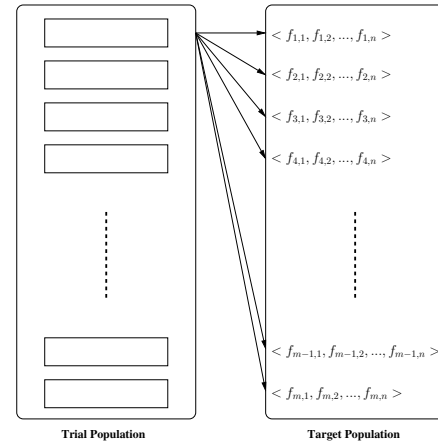 < f1,1, f1,2, ..., f1,n >
< f2,1, f2,2, ..., f2,n >
< f3,1, f3,2, ..., f3,n >
< f4,1, f4,2, ..., f4,n >
< fm−1,1, fm−1,2, ..., fm−1,n >
< fm,1, fm,2, ..., fm,n >
Trial Population Target Population